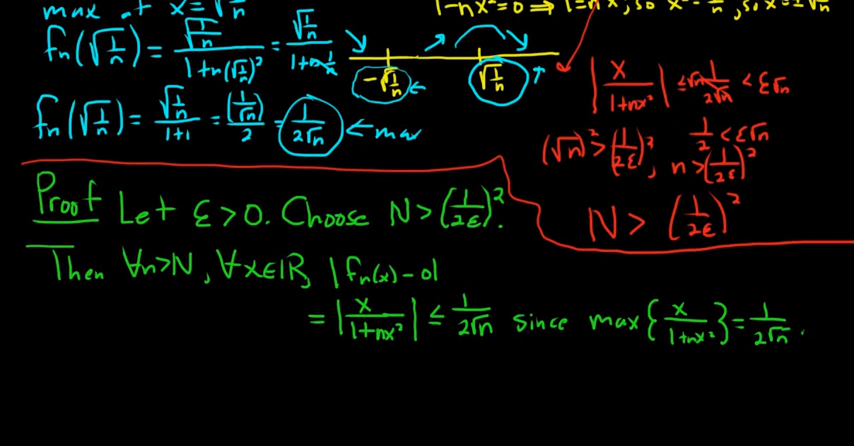 max at x = √1/n
1-nx²=0 ⇒ 1=nx², so x²=1/n, so x=±√1/n
fn(√1/n) = √1/n / 1+n(√1/n)² = √1/n / 1+n·1/n
-√1/n √1/n
fn(√1/n) = √1/n / 1+1 = (1/√n) / 2 = 1/2√n ← max
|x / 1+nx²| ≤ √n 1/2√n < ε√n
1/2 < ε√n
(√n)² > (1/2ε)², n > (1/2ε)²
N > (1/2ε)²
Proof Let ε>0. Choose N > (1/2ε)².
Then ∀n>N, ∀x∈ℝ, |fn(x) - 0|
= |x / 1+nx²| ≤ 1/2√n since max{x / 1+nx²} = 1/2√n.